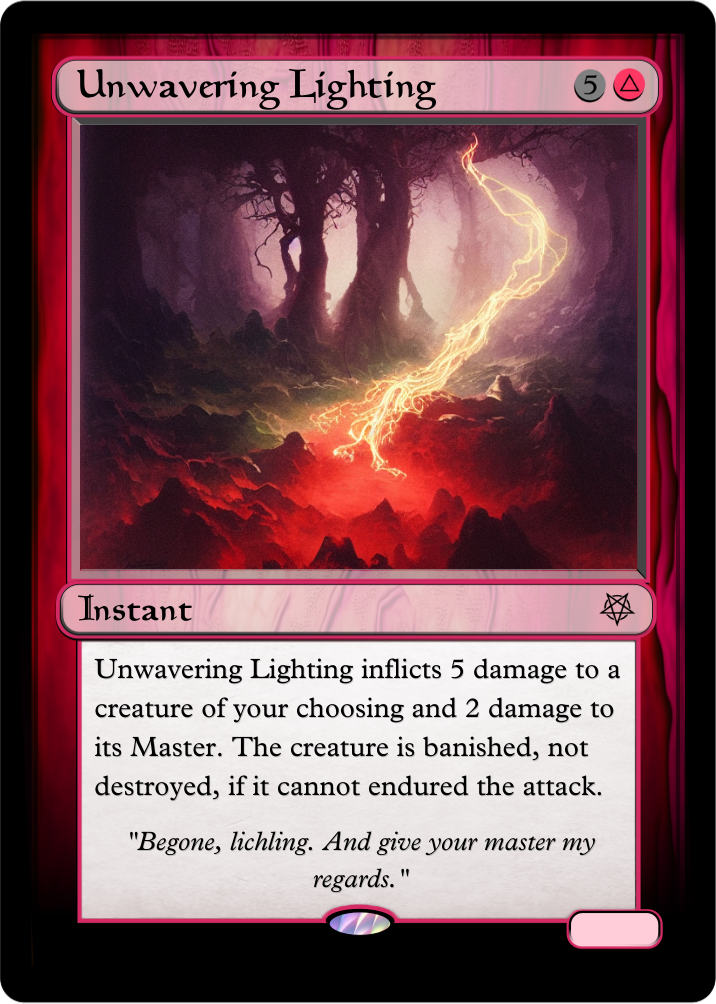 Unwavering Lighting 5
Instant
Unwavering Lighting inflicts 5 damage to a
creature of your choosing and 2 damage to
its Master. The creature is banished, not
destroyed, if it cannot endured the attack.
"Begone, lichling. And give your master my
regards."